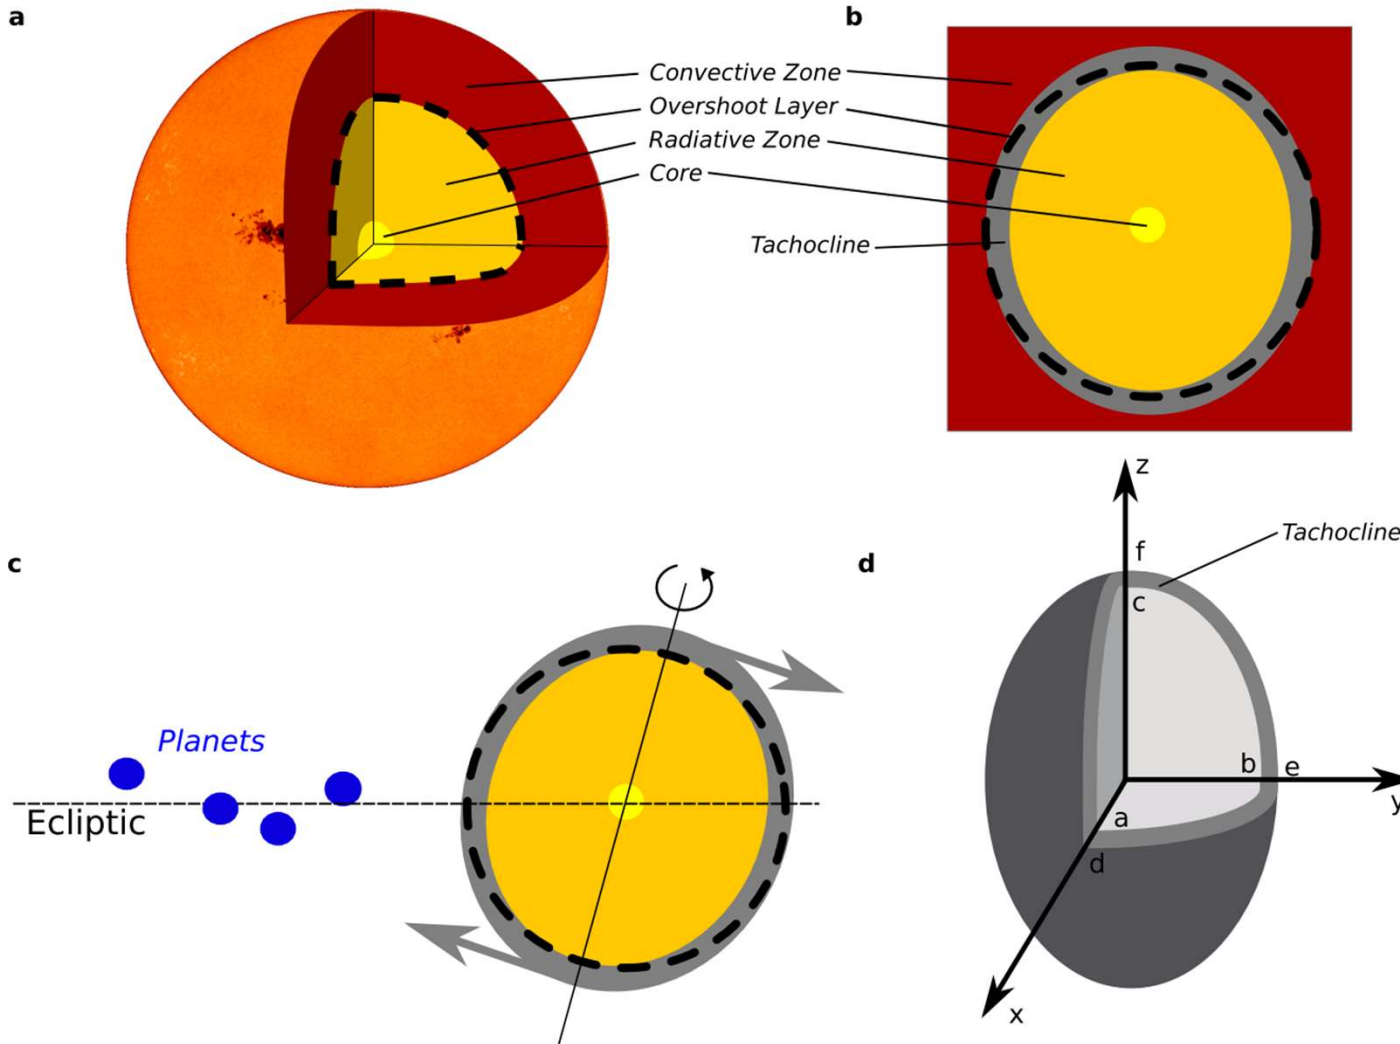 a
b
Convective Zone
Overshoot Layer
Radiative Zone
Core
Tachocline
c
Planets
Ecliptic
d
z
f
Tachocline
c
b
e
y
a
d
x